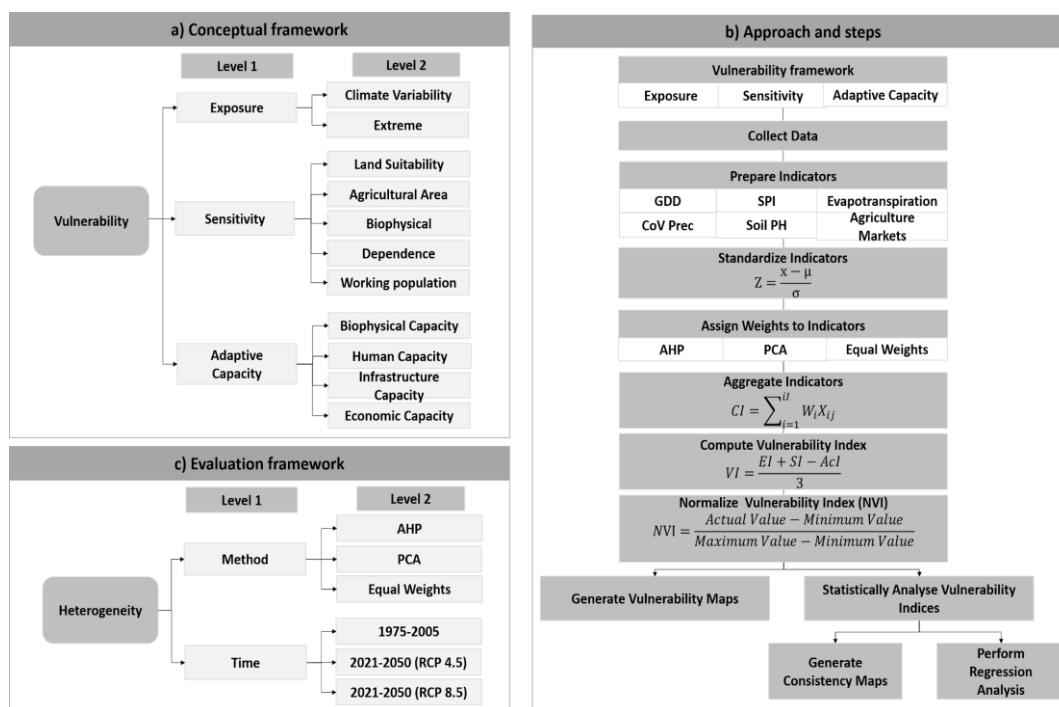 a) Conceptual framework
Level 1
Level 2
Vulnerability
Exposure
Climate Variability
Extreme
Sensitivity
Land Suitability
Agricultural Area
Biophysical
Dependence
Working population
Adaptive
Capacity
Biophysical Capacity
Human Capacity
Infrastructure
Capacity
Economic Capacity
c) Evaluation framework
Level 1
Level 2
Heterogeneity
Method
AHP
PCA
Equal Weights
Time
1975-2005
2021-2050 (RCP 4.5)
2021-2050 (RCP 8.5)
b) Approach and steps
Vulnerability framework
Exposure Sensitivity Adaptive Capacity
Collect Data
Prepare Indicators
GDD SPI Evapotranspiration
CoV Prec Soil PH Agriculture
Markets
Standardize Indicators
Z = (x − μ) / σ
Assign Weights to Indicators
AHP PCA Equal Weights
Aggregate Indicators
CI = ∑_{i=1}^{iI} W_i X_{ij}
Compute Vulnerability Index
VI = (EI + SI − AcI) / 3
Normalize Vulnerability Index (NVI)
NVI = (Actual Value − Minimum Value) / (Maximum Value − Minimum Value)
Generate Vulnerability Maps
Statistically Analyse Vulnerability
Indices
Generate
Consistency Maps
Perform
Regression
Analysis